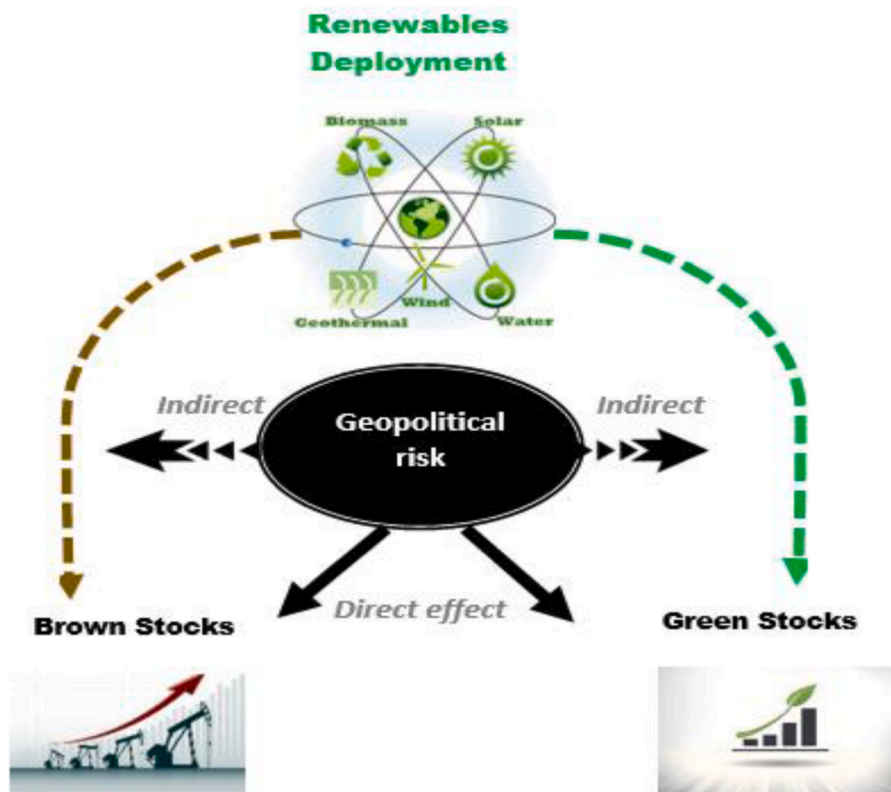 Renewables
Deployment
Biomass
Solar
Geothermal
Wind
Water
Indirect
Indirect
Geopolitical
risk
Direct effect
Brown Stocks
Green Stocks